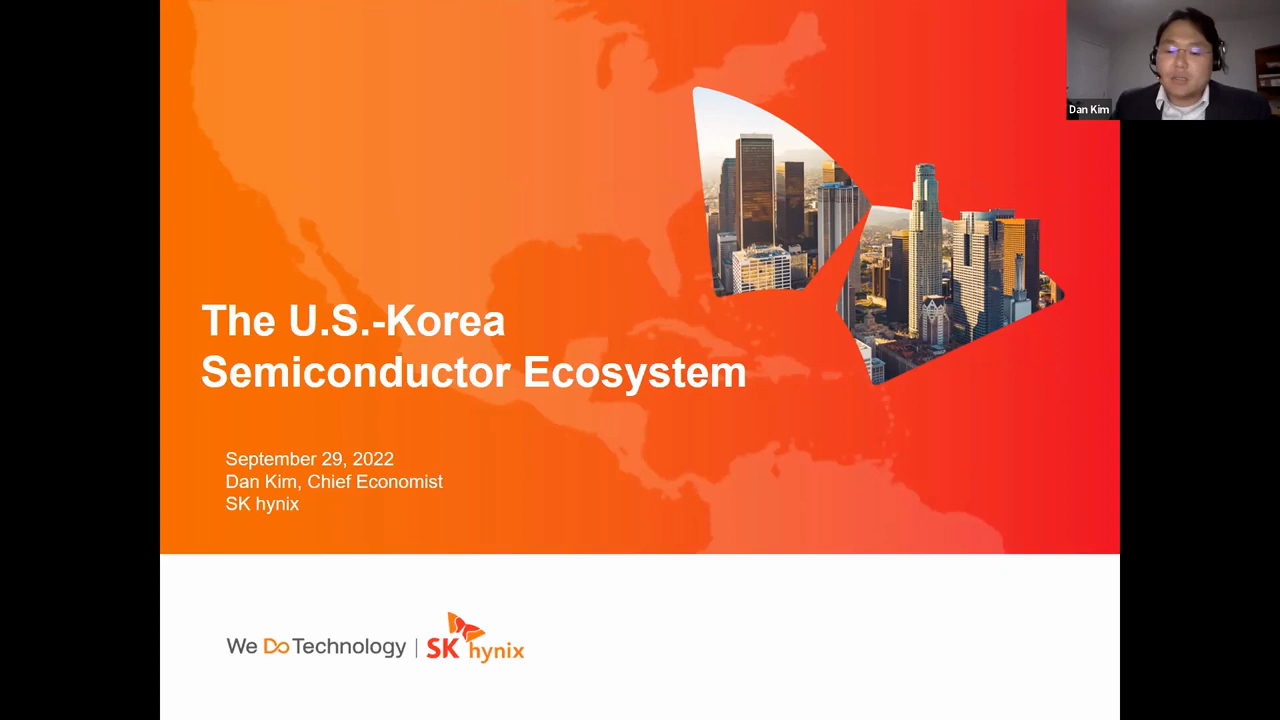 Dan Kim
The U.S.-Korea
Semiconductor Ecosystem
September 29, 2022
Dan Kim, Chief Economist
SK hynix
We Do Technology | SK hynix